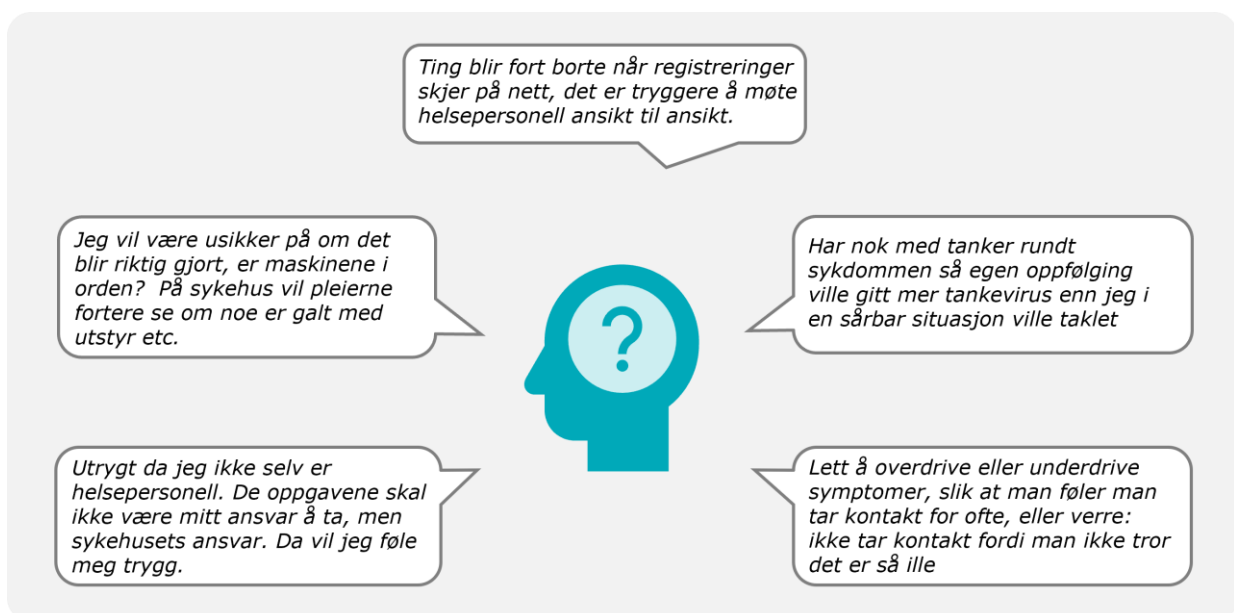 Ting blir fort borte når registreringer
skjer på nett, det er tryggere å møte
helsepersonell ansikt til ansikt.
Jeg vil være usikker på om det
blir riktig gjort, er maskinene i
orden?  På sykehus vil pleierne
fortere se om noe er galt med
utstyr etc.
Har nok med tanker rundt
sykdommen så egen oppfølging
ville gitt mer tankevirus enn jeg i
en sårbar situasjon ville taklet
?
Utrygt da jeg ikke selv er
helsepersonell. De oppgavene skal
ikke være mitt ansvar å ta, men
sykehusets ansvar. Da vil jeg føle
meg trygg.
Lett å overdrive eller underdrive
symptomer, slik at man føler man
tar kontakt for ofte, eller verre:
ikke tar kontakt fordi man ikke tror
det er så ille